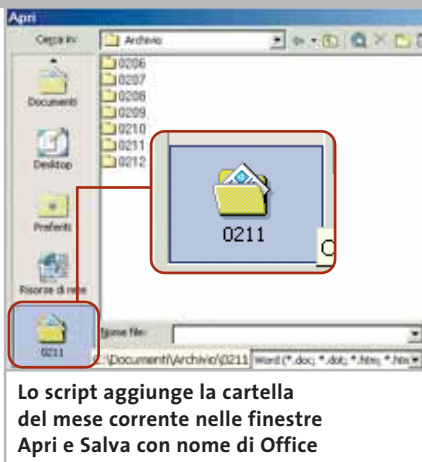 Apri
Cerca in:
Archivio
0206
0207
0208
0209
0210
0211
0212
Documenti
Desktop
Preferiti
Risorse di rete
0211
0211
Nome file:
C:\Documenti\Archivio\0211
Word (*.doc; *.dot; *.htm; *.htm
Lo script aggiunge la cartella
del mese corrente nelle finestre
Apri e Salva con nome di Office